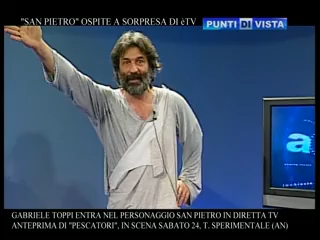 "SAN PIETRO" OSPITE A SORPRESA DI èTV
PUNTI DI VISTA
a
GABRIELE TOPPI ENTRA NEL PERSONAGGIO SAN PIETRO IN DIRETTA TV
ANTEPRIMA DI "PESCATORI", IN SCENA SABATO 24, T. SPERIMENTALE (AN)